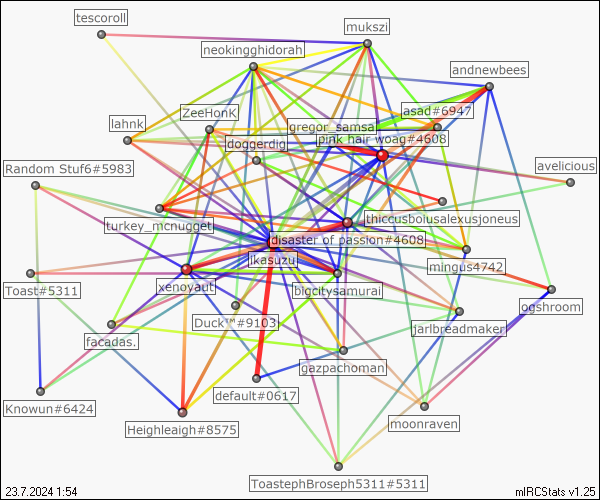 tescoroll
mukszi
neokingghidorah
andnewbees
asad#6947
ZeeHonK
lahnk
gregor_samsa
pink hair woag#4608
doggerdig
Random Stuf6#5983
avelicious
turkey_mcnugget
thiccusboiusalexusjoneus
disaster of passion#4608
ikasuzu
mingus4742
Toast#5311
xenoyaut
bigcitysamurai
ogshroom
Duck™#9103
jarlbreadmaker
facadas.
gazpachoman
default#0617
Knowun#6424
Heighleaigh#8575
moonraven
ToastephBroseph5311#5311
23.7.2024 1:54
mIRCStats v1.25